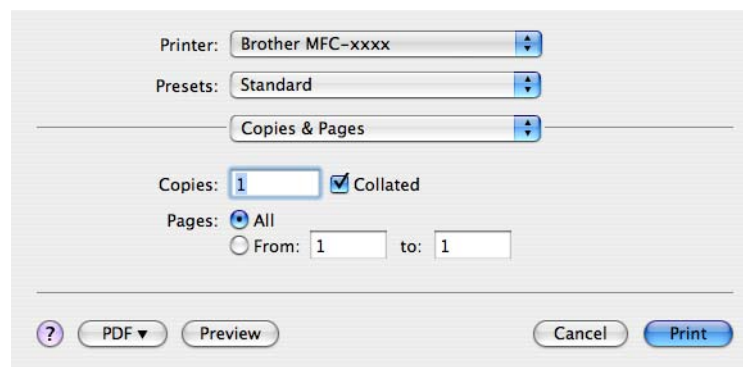 Printer: Brother MFC-xxxx
Presets: Standard
Copies & Pages
Copies: 1 Collated
Pages: All
From: 1 to: 1
? PDF▼ Preview Cancel Print